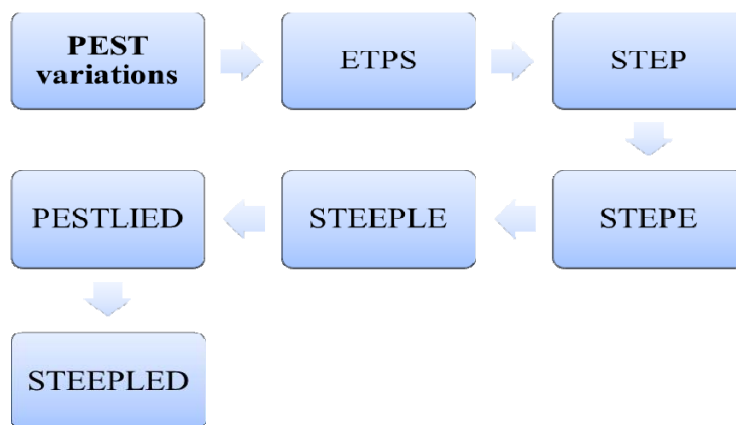 PEST
variations
ETPS
STEP
STEPE
STEEPLE
PESTLIED
STEEPLED